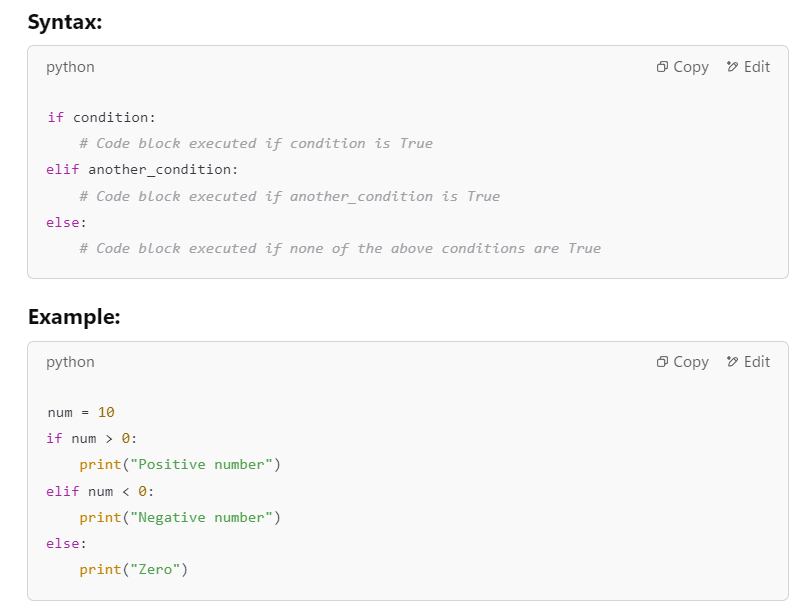 Syntax:
python Copy Edit
if condition:
    # Code block executed if condition is True
elif another_condition:
    # Code block executed if another_condition is True
else:
    # Code block executed if none of the above conditions are True
Example:
python Copy Edit
num = 10
if num > 0:
    print("Positive number")
elif num < 0:
    print("Negative number")
else:
    print("Zero")